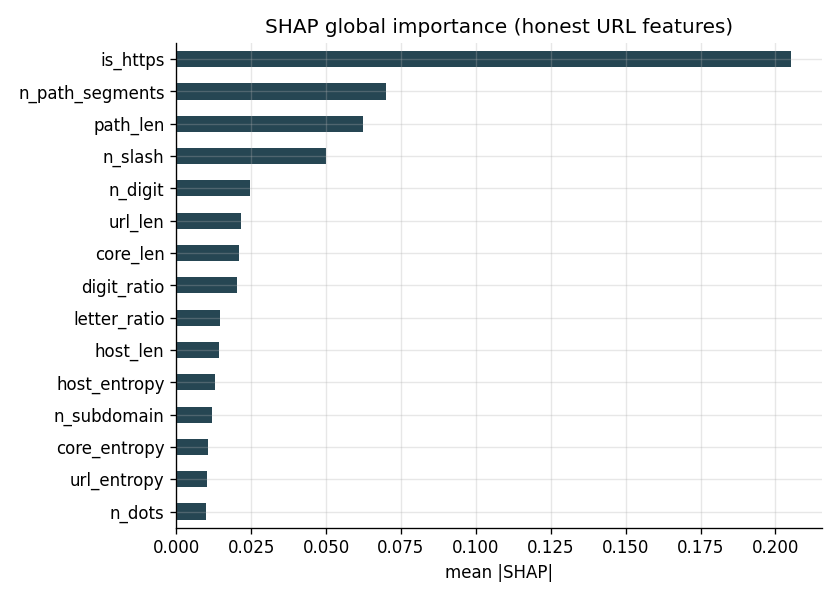 SHAP global importance (honest URL features)
is_https
n_path_segments
path_len
n_slash
n_digit
url_len
core_len
digit_ratio
letter_ratio
host_len
host_entropy
n_subdomain
core_entropy
url_entropy
n_dots
0.000 0.025 0.050 0.075 0.100 0.125 0.150 0.175 0.200
mean |SHAP|